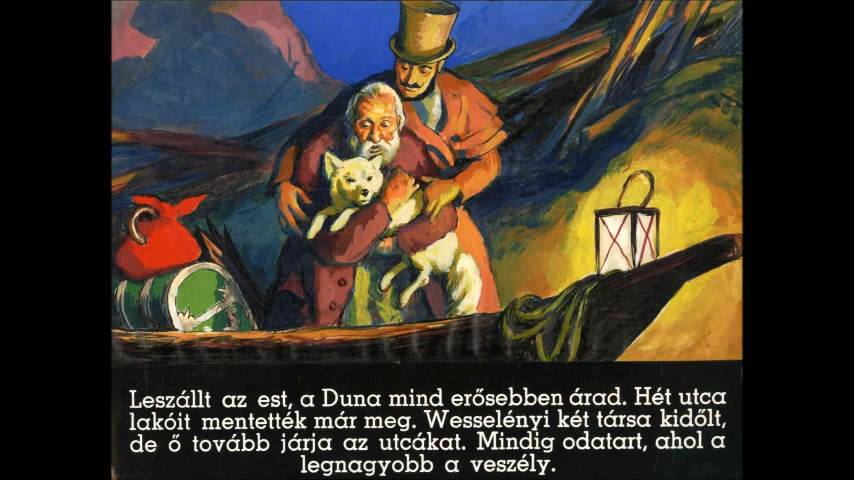 Leszállt az est, a Duna mind erősebben árad. Hét utca
lakóit mentették már meg. Wesselényi két társa kidőlt,
de ő tovább járja az utcákat. Mindig odatart, ahol a
legnagyobb a veszély.